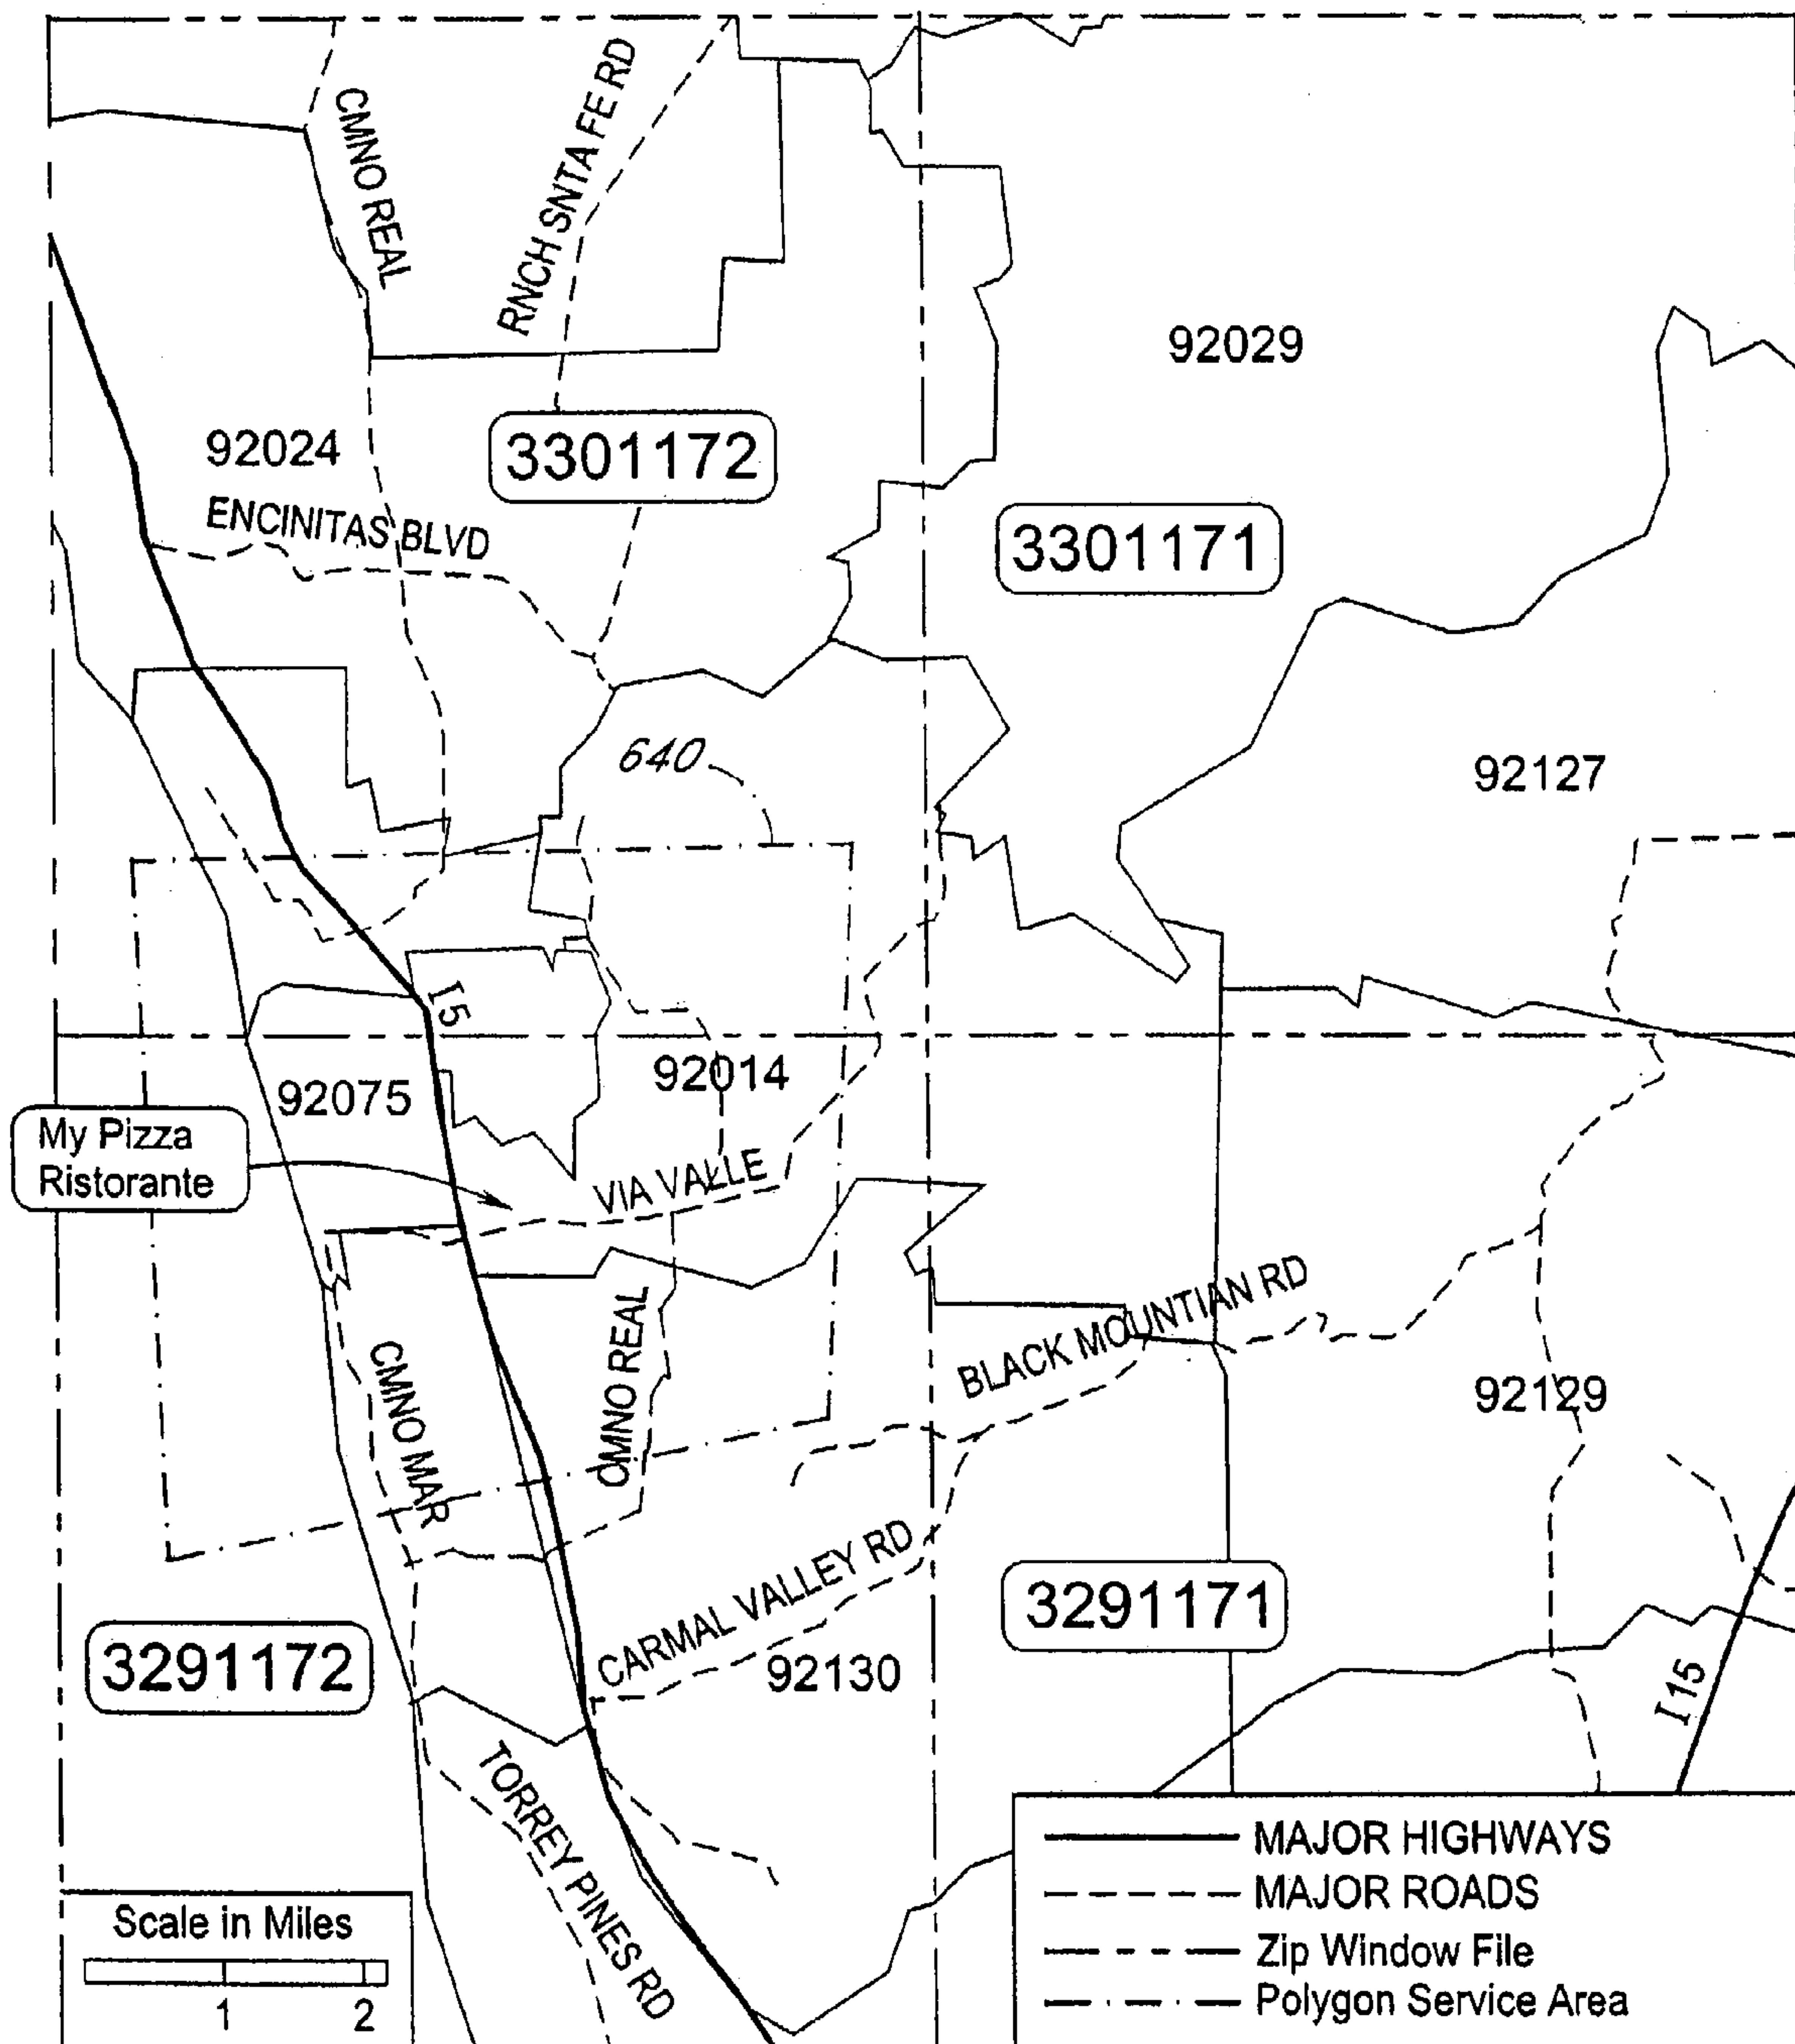 CMNO REAL
RNCH SNTA FE RD
92029
92024
3301172
ENCINITAS BLVD
3301171
640
92127
I5
92075
92014
My Pizza
Ristorante
VIA VALLE
BLACK MOUNTIAN RD
CMNO REAL
CMNO MAR
92129
CARMAL VALLEY RD
3291171
3291172
92130
I15
TORREY PINES RD
MAJOR HIGHWAYS
MAJOR ROADS
Zip Window File
Polygon Service Area
Scale in Miles
1 2